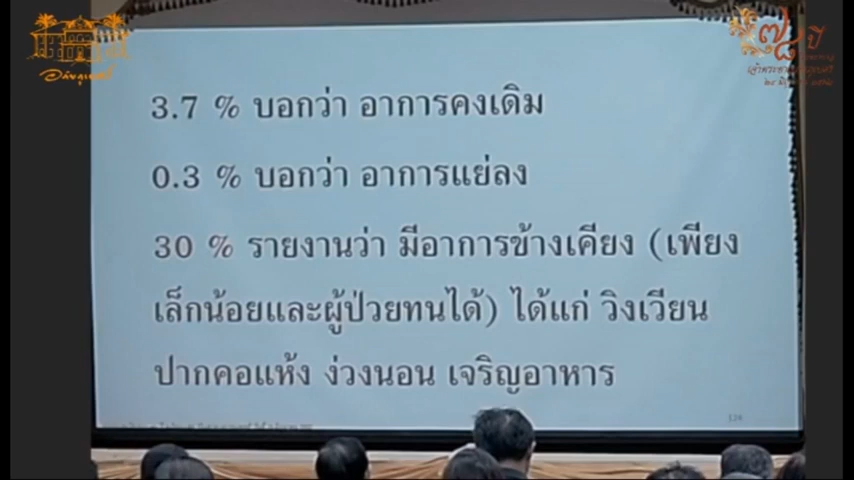 ๗๘ ปี
3.7 % บอกว่า อาการคงเดิม
0.3 % บอกว่า อาการแย่ลง
30 % รายงานว่า มีอาการข้างเคียง (เพียง
เล็กน้อยและผู้ป่วยทนได้) ได้แก่ วิงเวียน
ปากคอแห้ง ง่วงนอน เจริญอาหาร